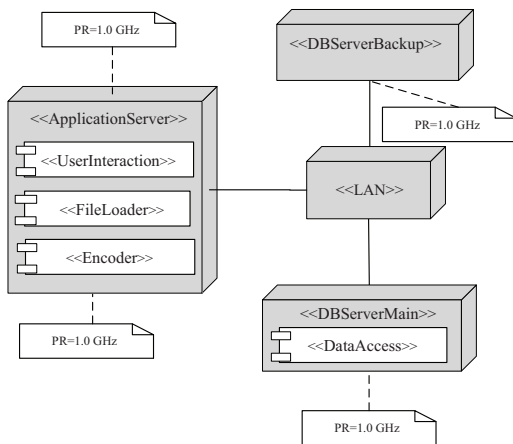 PR=1.0 GHz
<<DBServerBackup>>
PR=1.0 GHz
<<ApplicationServer>>
<<UserInteraction>>
<<FileLoader>>
<<Encoder>>
<<LAN>>
PR=1.0 GHz
<<DBServerMain>>
<<DataAccess>>
PR=1.0 GHz